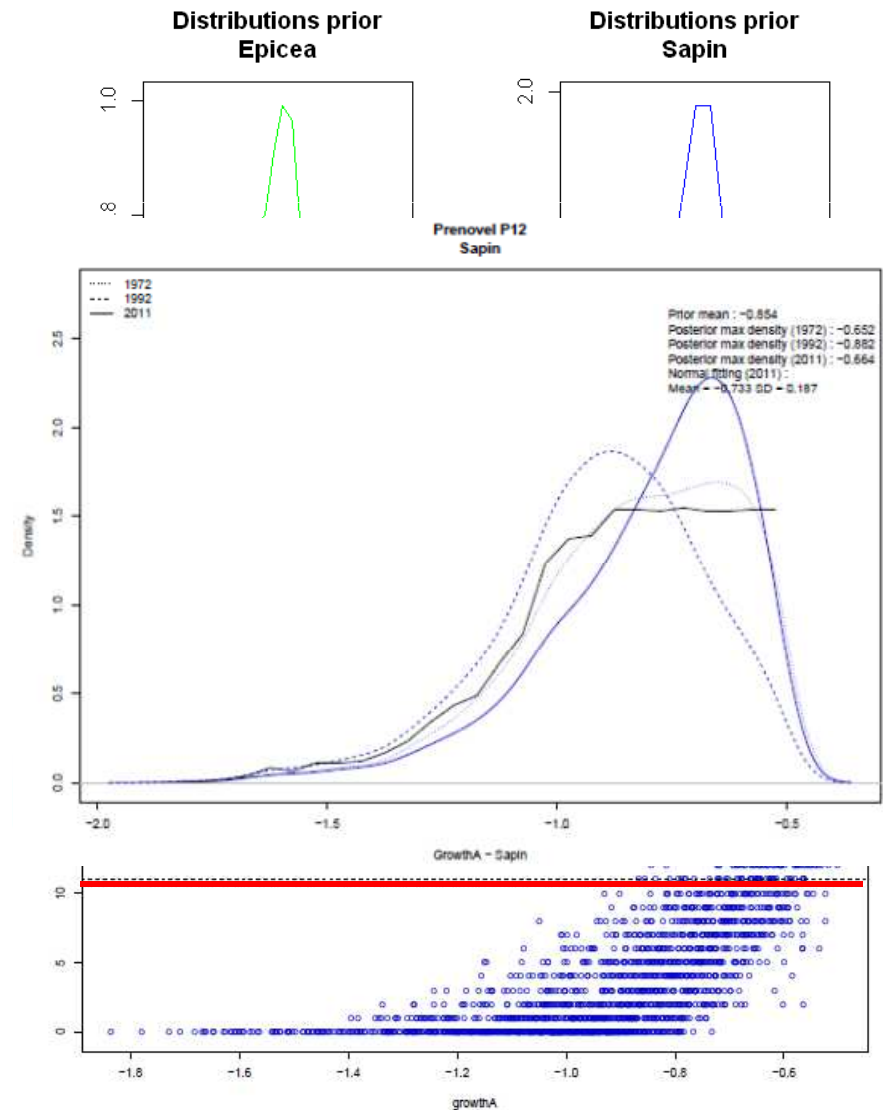 Distributions prior
Epicea
Distributions prior
Sapin
1.0
.8
2.0
Prenovel P12
Sapin
1972
1992
2011
Prior mean : −0.854
Posterior max density (1972) : −0.652
Posterior max density (1992) : −0.882
Posterior max density (2011) : −0.664
Normal fitting (2011) :
Mean = −0.733 SD = 0.187
Density
2.5
2.0
1.5
1.0
0.5
0.0
−2.0 −1.5 −1.0 −0.5
GrowthA − Sapin
10
5
0
−1.8 −1.6 −1.4 −1.2 −1.0 −0.8 −0.6
growthA